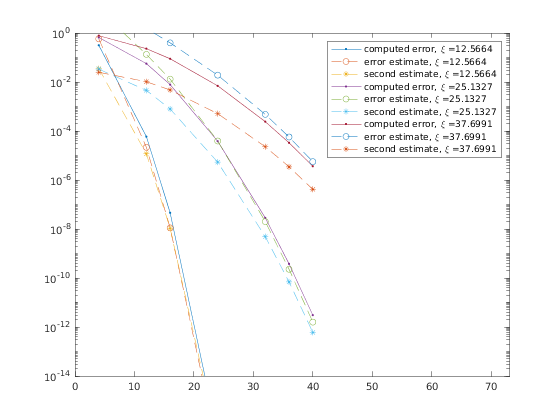 10^0
10^-2
10^-4
10^-6
10^-8
10^-10
10^-12
10^-14
0 10 20 30 40 50 60 70
computed error, ξ =12.5664
error estimate, ξ =12.5664
second estimate, ξ =12.5664
computed error, ξ =25.1327
error estimate, ξ =25.1327
second estimate, ξ =25.1327
computed error, ξ =37.6991
error estimate, ξ =37.6991
second estimate, ξ =37.6991